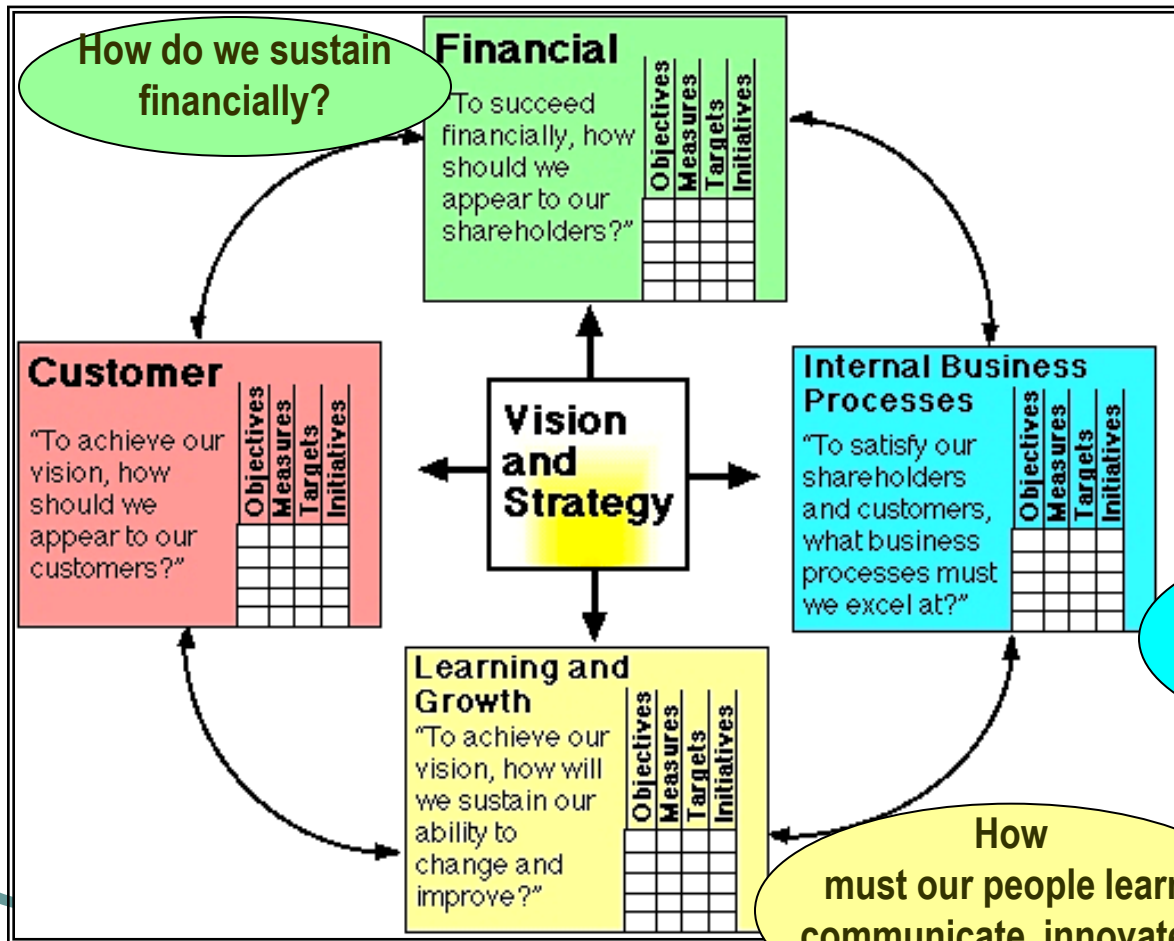 How do we sustain
financially?
Financial
"To succeed
financially, how
should we
appear to our
shareholders?"
Objectives
Measures
Targets
Initiatives
Customer
"To achieve our
vision, how
should we
appear to our
customers?"
Objectives
Measures
Targets
Initiatives
Vision
and
Strategy
Internal Business
Processes
"To satisfy our
shareholders
and customers,
what business
processes must
we excel at?"
Objectives
Measures
Targets
Initiatives
Learning and
Growth
"To achieve our
vision, how will
we sustain our
ability to
change and
improve?"
Objectives
Measures
Targets
Initiatives
How
must our people learn
communicate, innovate